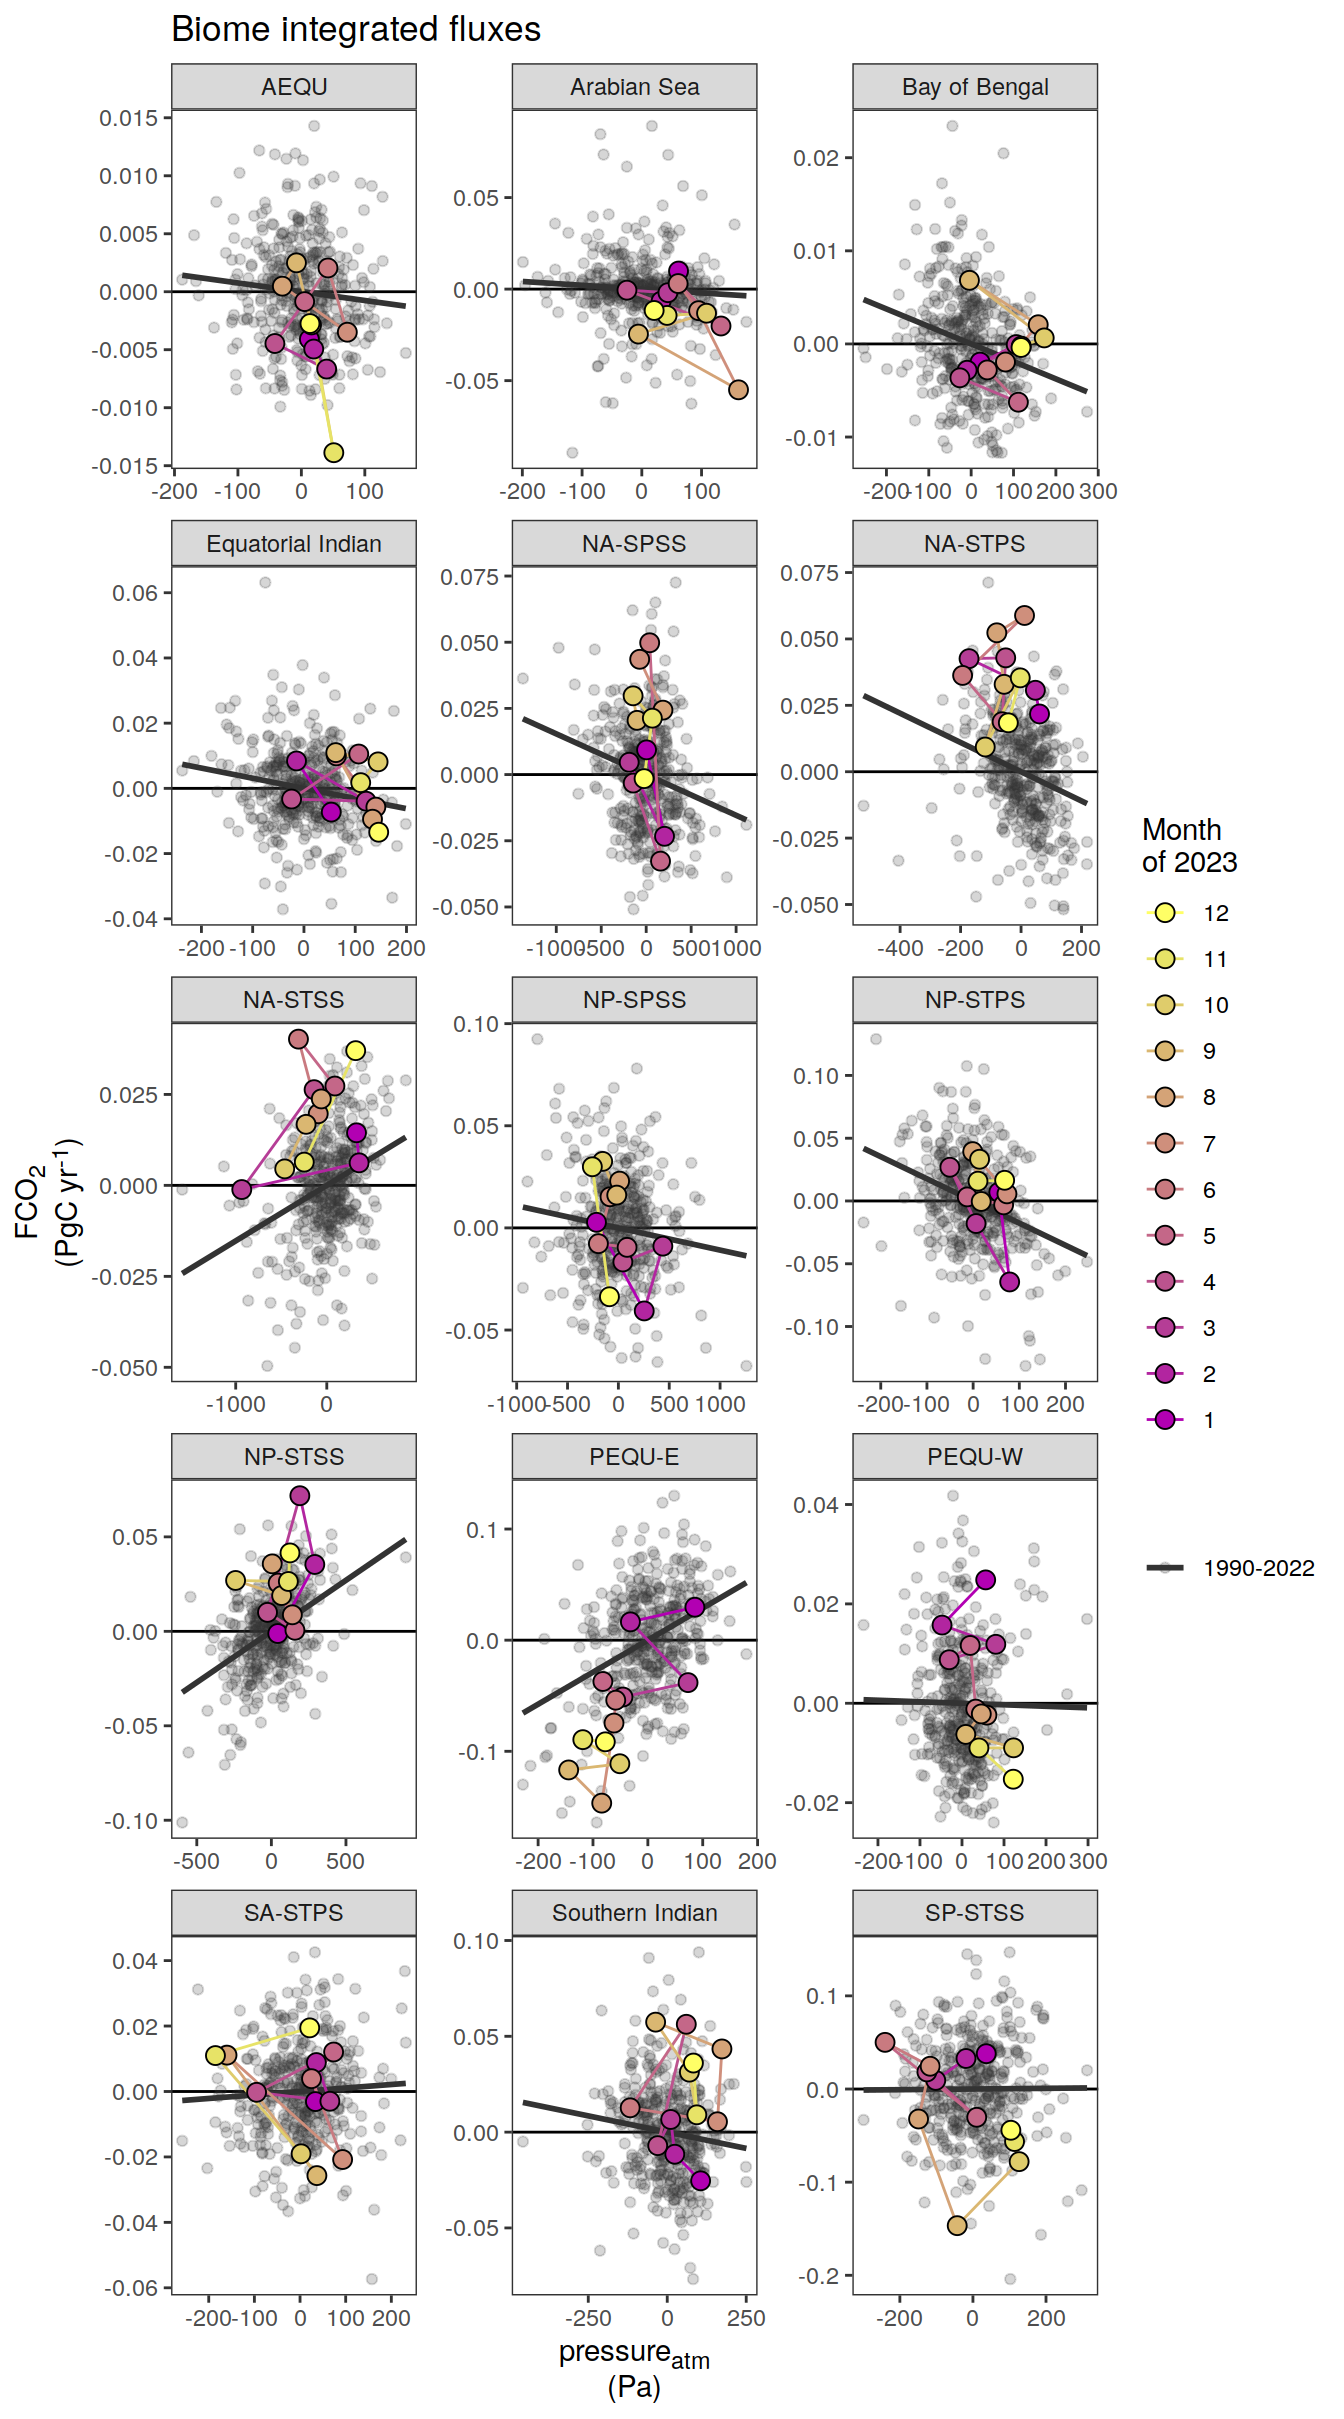 Biome integrated fluxes
AEQU Arabian Sea Bay of Bengal
0.015 0.010 0.005 0.000 -0.005 -0.010 -0.015
0.05 0.00 -0.05
0.02 0.01 0.00 -0.01
-200 -100 0 100
-200 -100 0 100
-200 -100 0 100 200 300
Equatorial Indian NA-SPSS NA-STPS
0.06 0.04 0.02 0.00 -0.02 -0.04
0.075 0.050 0.025 0.000 -0.025 -0.050
0.075 0.050 0.025 0.000 -0.025 -0.050
-200 -100 0 100 200
-1000 -500 0 500 1000
-400 -200 0 200
NA-STSS NP-SPSS NP-STPS
0.025 0.000 -0.025 -0.050
0.10 0.05 0.00 -0.05
0.10 0.05 0.00 -0.05 -0.10
-1000 0
-1000 -500 0 500 1000
-200 -100 0 100 200
NP-STSS PEQU-E PEQU-W
0.05 0.00 -0.05 -0.10
0.1 0.0 -0.1
0.04 0.02 0.00 -0.02
-500 0 500
-200 -100 0 100 200
-200 -100 0 100 200 300
SA-STPS Southern Indian SP-STSS
0.04 0.02 0.00 -0.02 -0.04 -0.06
0.10 0.05 0.00 -0.05
0.1 0.0 -0.1 -0.2
-200 -100 0 100 200
-250 0 250
-200 0 200
FCO2
(PgC yr-1)
pressureatm
(Pa)
Month
of 2023
12
11
10
9
8
7
6
5
4
3
2
1
1990-2022